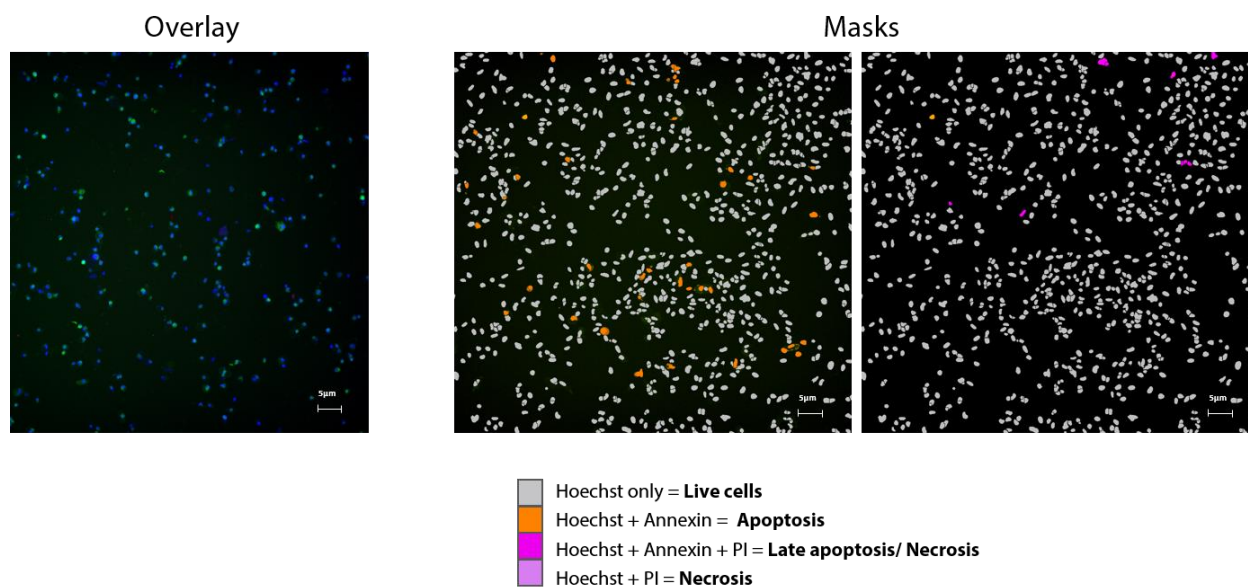 Overlay
Masks
5µm
5µm
5µm
Hoechst only = Live cells
Hoechst + Annexin = Apoptosis
Hoechst + Annexin + PI = Late apoptosis/ Necrosis
Hoechst + PI = Necrosis